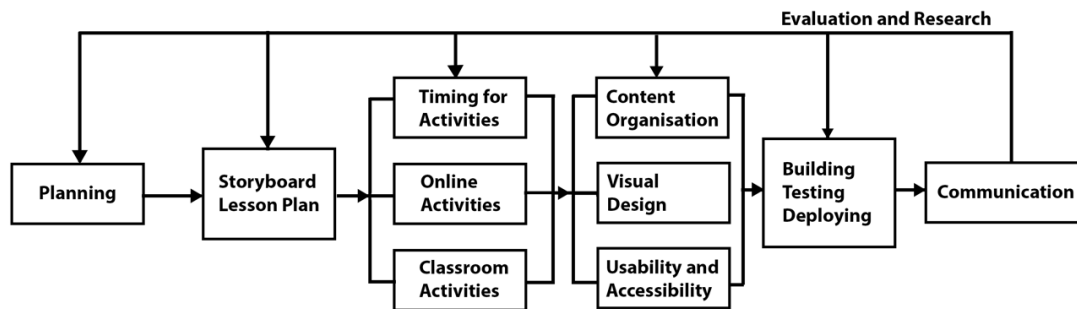 Evaluation and Research
Planning
Storyboard
Lesson Plan
Timing for
Activities
Online
Activities
Classroom
Activities
Content
Organisation
Visual
Design
Usability and
Accessibility
Building
Testing
Deploying
Communication